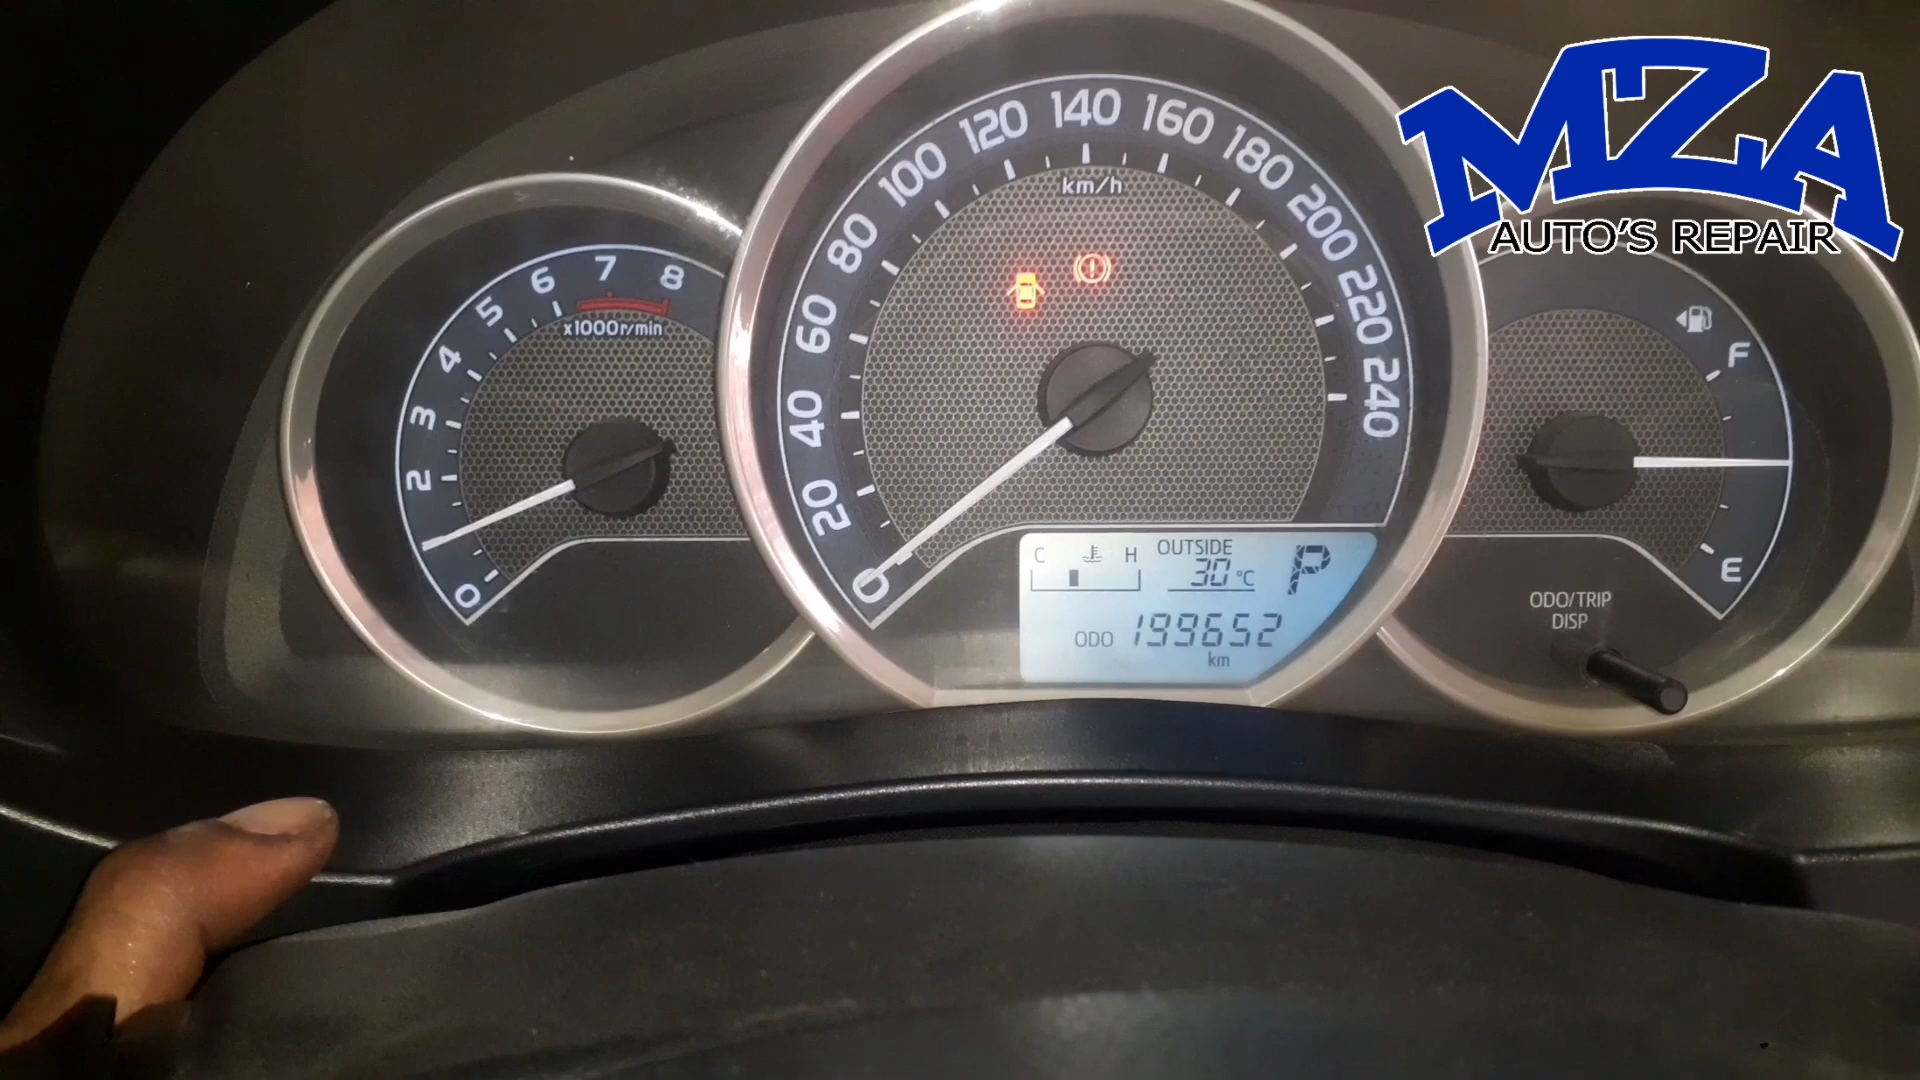 MZA
AUTO'S REPAIR
0 2 3 4 5 6 7 8
x1000r/min
0 20 40 60 80 100 120 140 160 180 200 220 240
km/h
C H OUTSIDE
30 °C
P
ODO 199652
km
F
E
ODO/TRIP
DISP